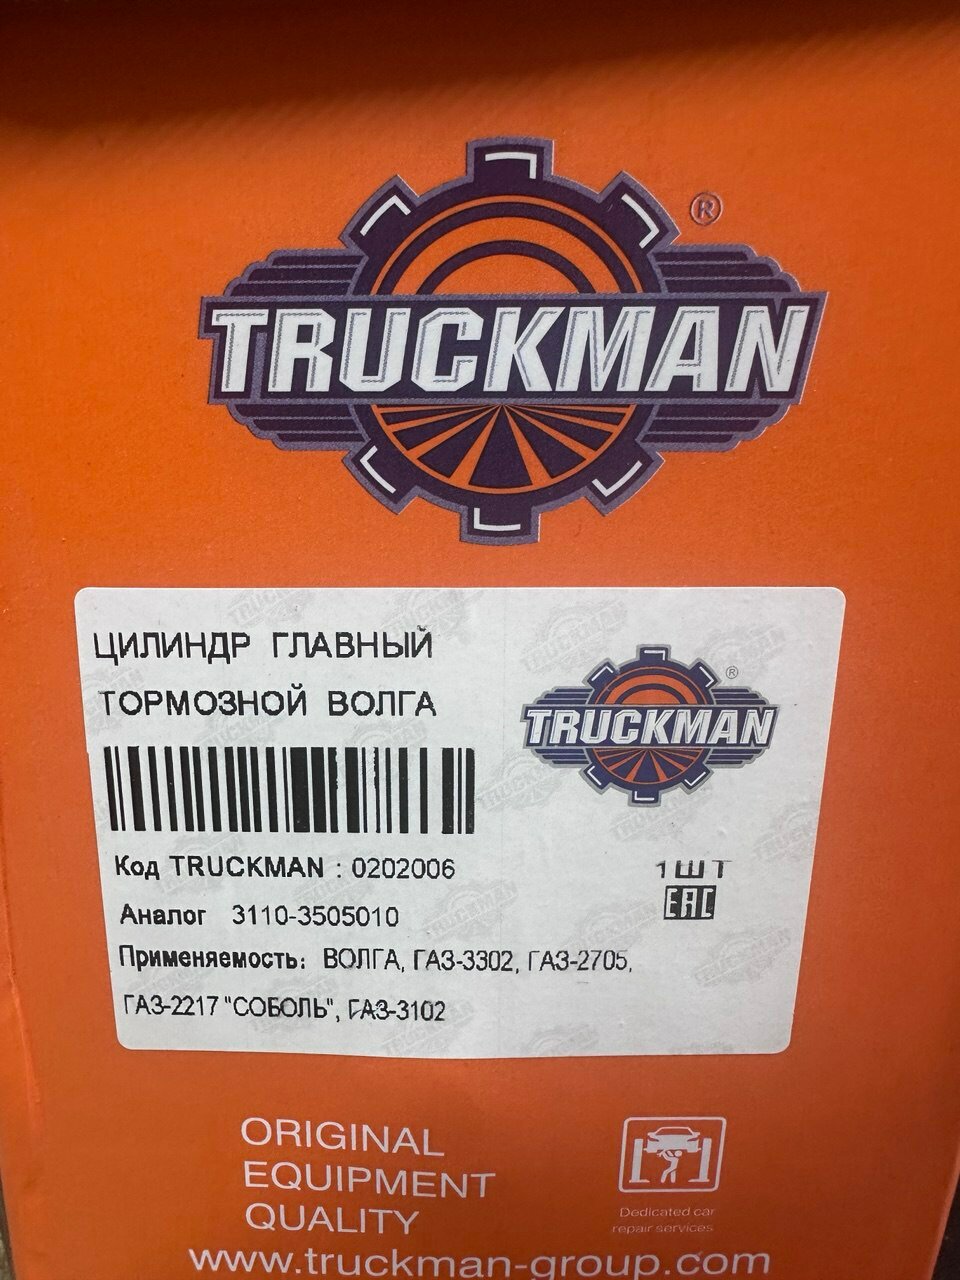 TRUCKMAN ®
ЦИЛИНДР ГЛАВНЫЙ
ТОРМОЗНОЙ ВОЛГА
TRUCKMAN ®
Код TRUCKMAN : 0202006
1ШТ
EAC
Аналог 3110-3505010
Применяемость: ВОЛГА, ГАЗ-3302, ГАЗ-2705,
ГАЗ-2217 "СОБОЛЬ", ГАЗ-3102
ORIGINAL
EQUIPMENT
QUALITY
Dedicated car
repair services
www.truckman-group.com